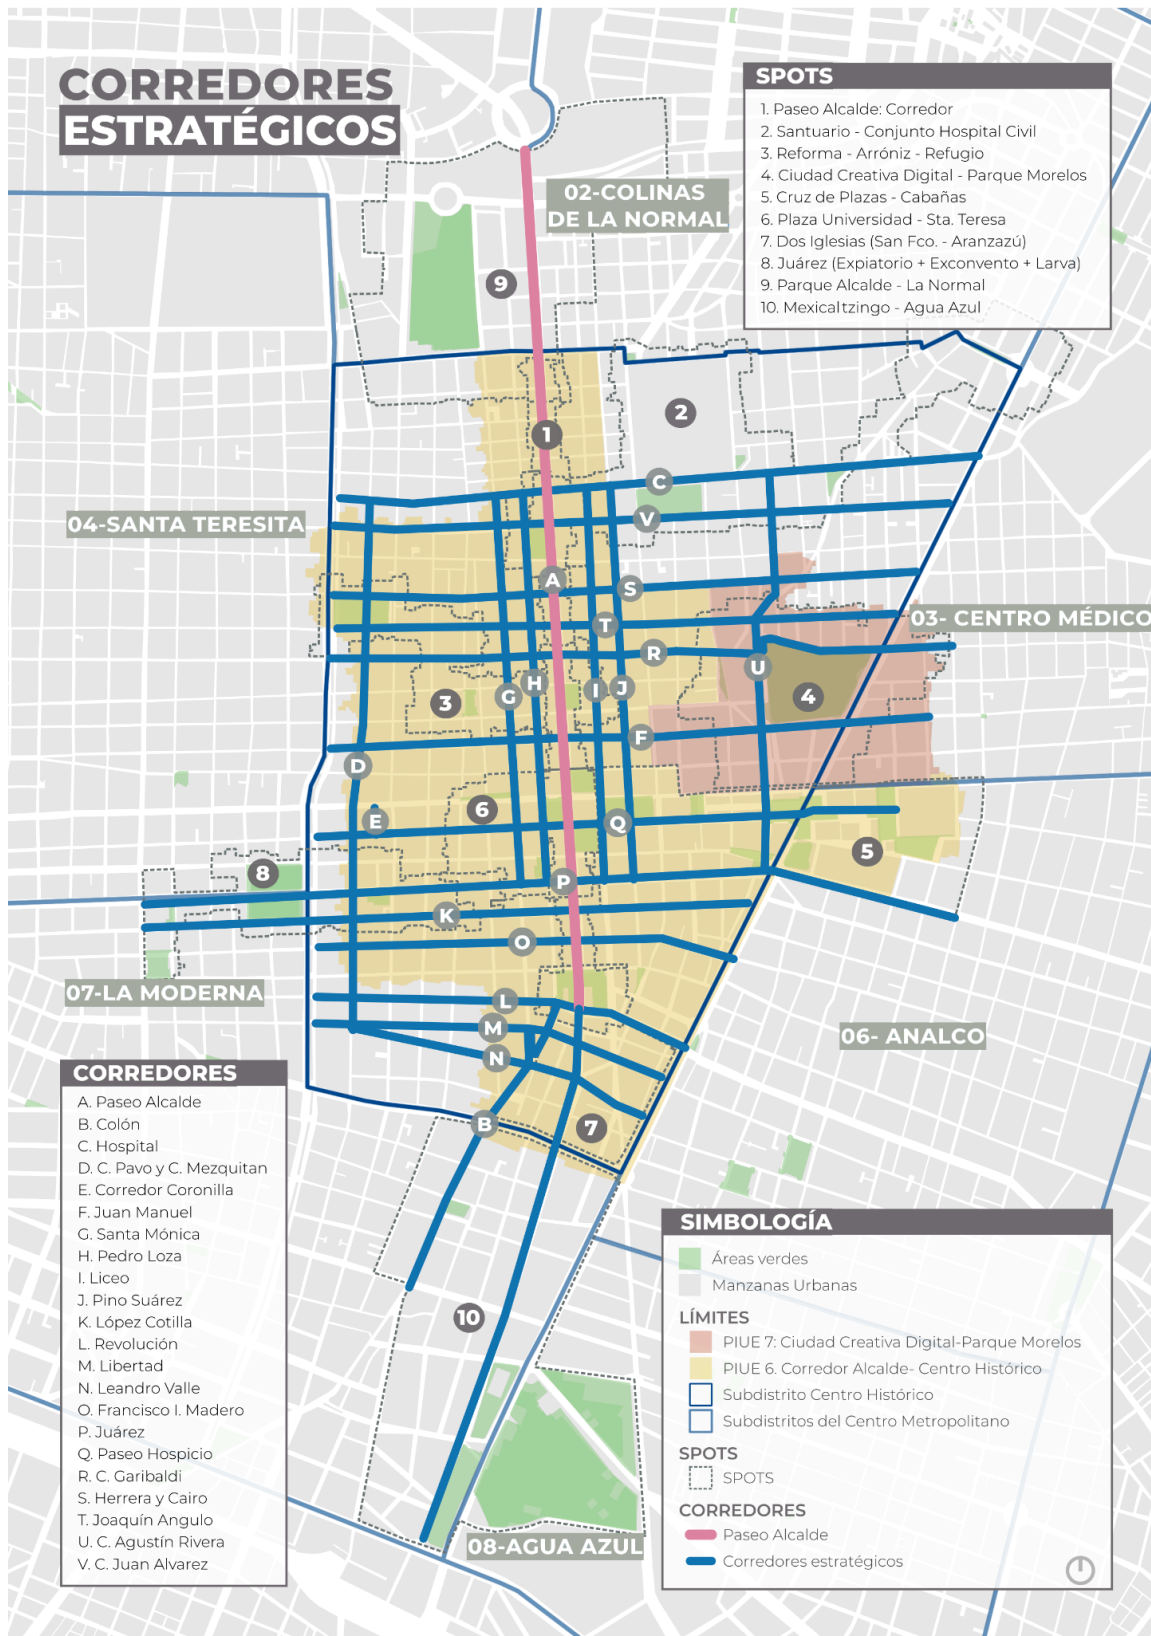 CORREDORES
ESTRATÉGICOS
SPOTS
1. Paseo Alcalde: Corredor
2. Santuario - Conjunto Hospital Civil
3. Reforma - Arróniz - Refugio
4. Ciudad Creativa Digital - Parque Morelos
5. Cruz de Plazas - Cabañas
6. Plaza Universidad - Sta. Teresa
7. Dos Iglesias (San Fco. - Aranzazú)
8. Juárez (Expiatorio + Exconvento + Larva)
9. Parque Alcalde - La Normal
10. Mexicaltzingo - Agua Azul
02-COLINAS
DE LA NORMAL
9
2
1
C
V
04-SANTA TERESITA
A
S
T
03- CENTRO MÉDICO
R
U
H
G
I
J
3
4
F
D
6
E
Q
5
8
P
K
O
07-LA MODERNA
L
M
N
06- ANALCO
B
7
10
08-AGUA AZUL
CORREDORES
A. Paseo Alcalde
B. Colón
C. Hospital
D. C. Pavo y C. Mezquitan
E. Corredor Coronilla
F. Juan Manuel
G. Santa Mónica
H. Pedro Loza
I. Liceo
J. Pino Suárez
K. López Cotilla
L. Revolución
M. Libertad
N. Leandro Valle
O. Francisco I. Madero
P. Juárez
Q. Paseo Hospicio
R. C. Garibaldi
S. Herrera y Cairo
T. Joaquín Angulo
U. C. Agustín Rivera
V. C. Juan Alvarez
SIMBOLOGÍA
Áreas verdes
Manzanas Urbanas
LÍMITES
PIUE 7: Ciudad Creativa Digital-Parque Morelos
PIUE 6. Corredor Alcalde- Centro Histórico
Subdistrito Centro Histórico
Subdistritos del Centro Metropolitano
SPOTS
SPOTS
CORREDORES
Paseo Alcalde
Corredores estratégicos